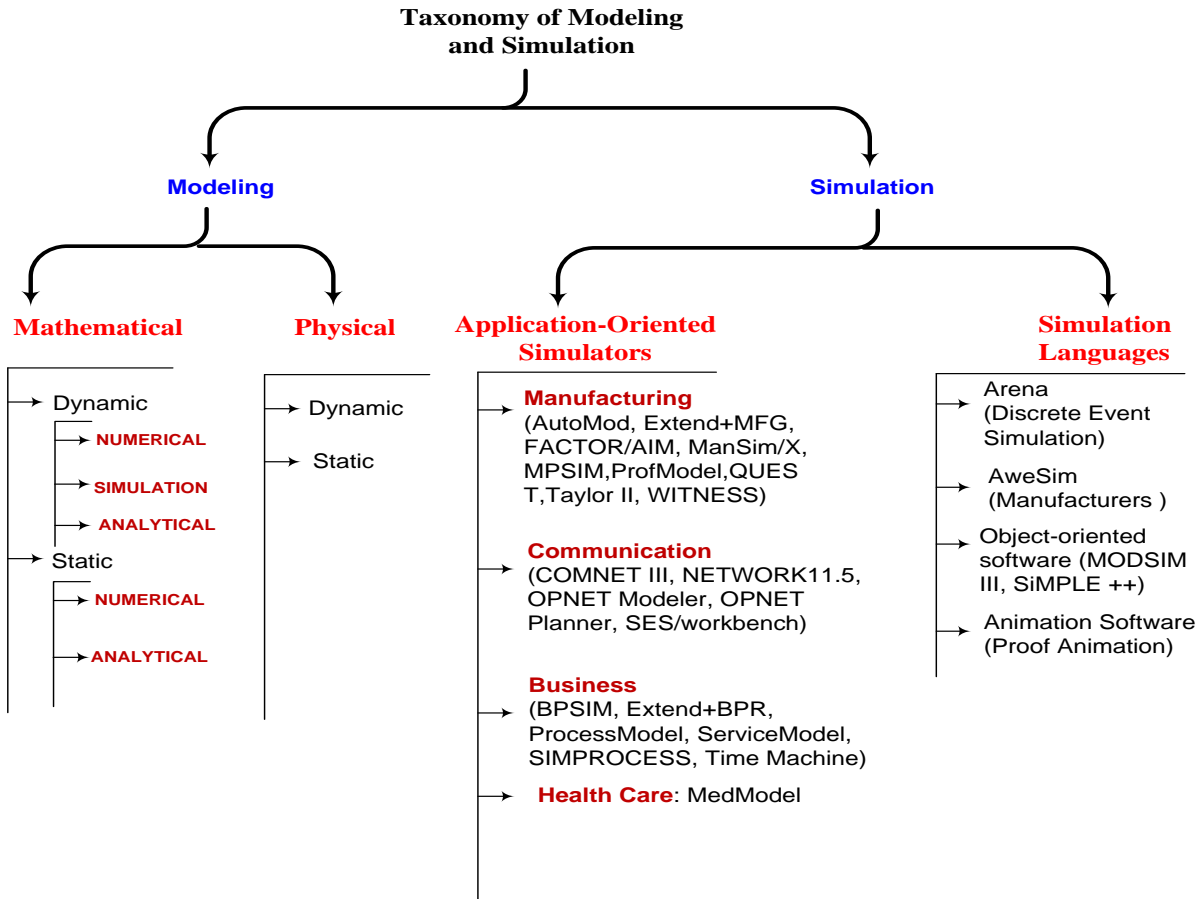 Taxonomy of Modeling
and Simulation
Modeling
Simulation
Mathematical
Physical
Application-Oriented
Simulators
Simulation
Languages
Dynamic
NUMERICAL
SIMULATION
ANALYTICAL
Static
NUMERICAL
ANALYTICAL
Dynamic
Static
Manufacturing
(AutoMod, Extend+MFG,
FACTOR/AIM, ManSim/X,
MPSIM,ProfModel,QUES
T,Taylor II, WITNESS)
Communication
(COMNET III, NETWORK11.5,
OPNET Modeler, OPNET
Planner, SES/workbench)
Business
(BPSIM, Extend+BPR,
ProcessModel, ServiceModel,
SIMPROCESS, Time Machine)
Health Care: MedModel
Arena
(Discrete Event
Simulation)
AweSim
(Manufacturers )
Object-oriented
software (MODSIM
III, SiMPLE ++)
Animation Software
(Proof Animation)